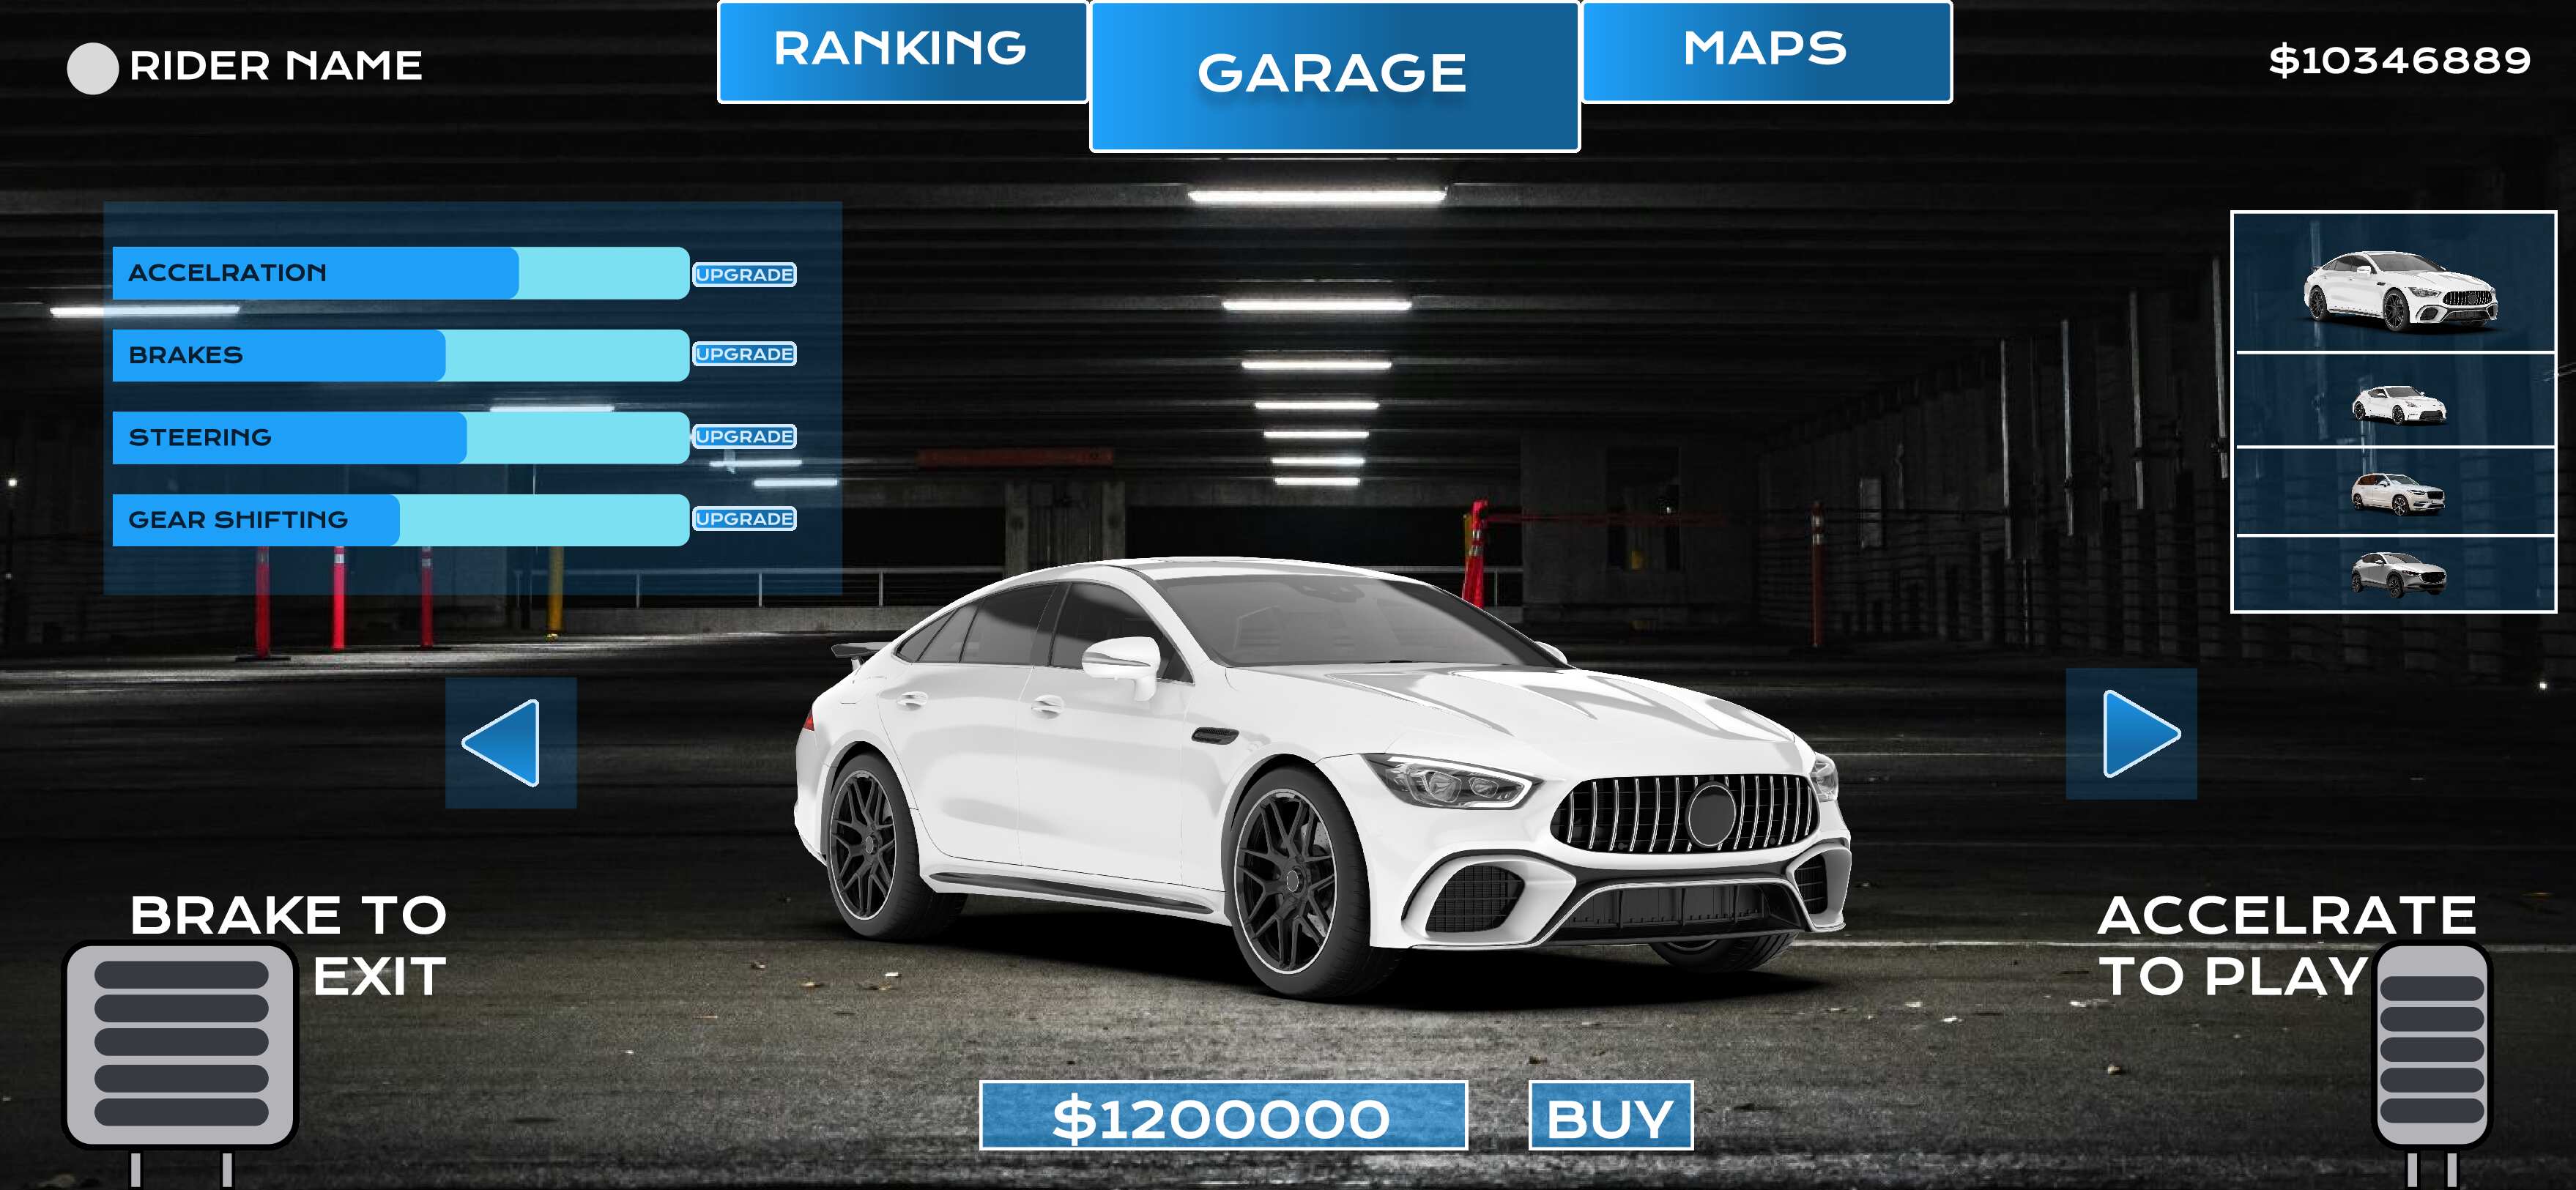 RIDER NAME
RANKING
GARAGE
MAPS
$10346889
ACCELRATION
UPGRADE
BRAKES
UPGRADE
STEERING
UPGRADE
GEAR SHIFTING
UPGRADE
BRAKE TO
EXIT
ACCELRATE
TO PLAY
$1200000
BUY